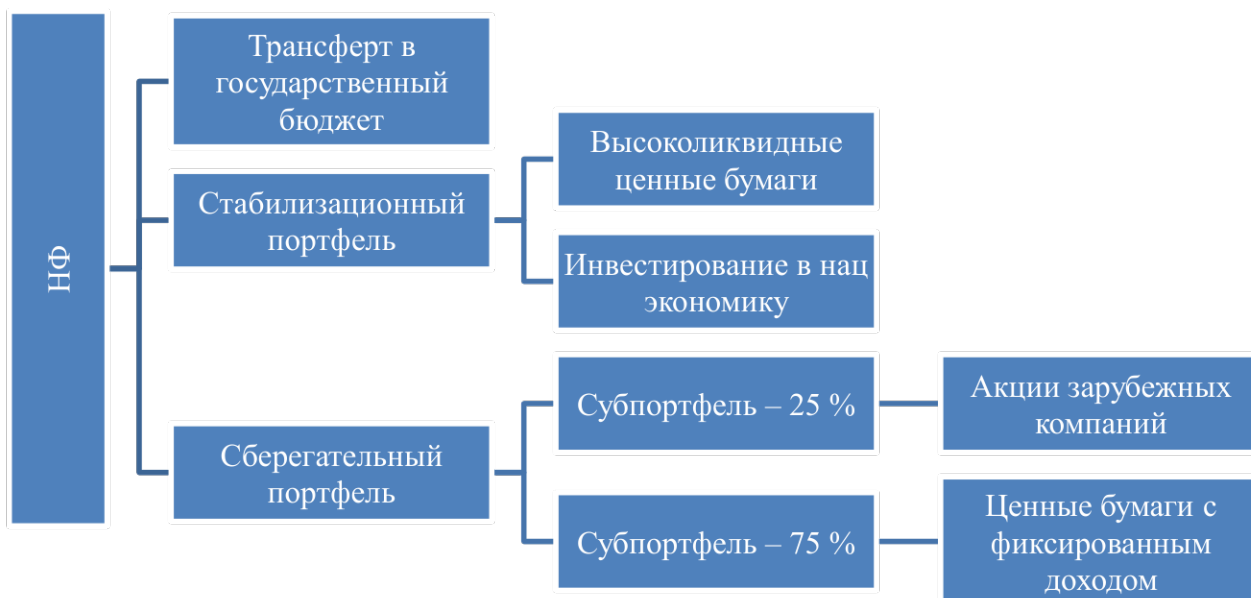 НФ
Трансферт в
государственный
бюджет
Стабилизационный
портфель
Высоколиквидные
ценные бумаги
Инвестирование в нац
экономику
Сберегательный
портфель
Субпортфель – 25 %
Акции зарубежных
компаний
Субпортфель – 75 %
Ценные бумаги с
фиксированным
доходом